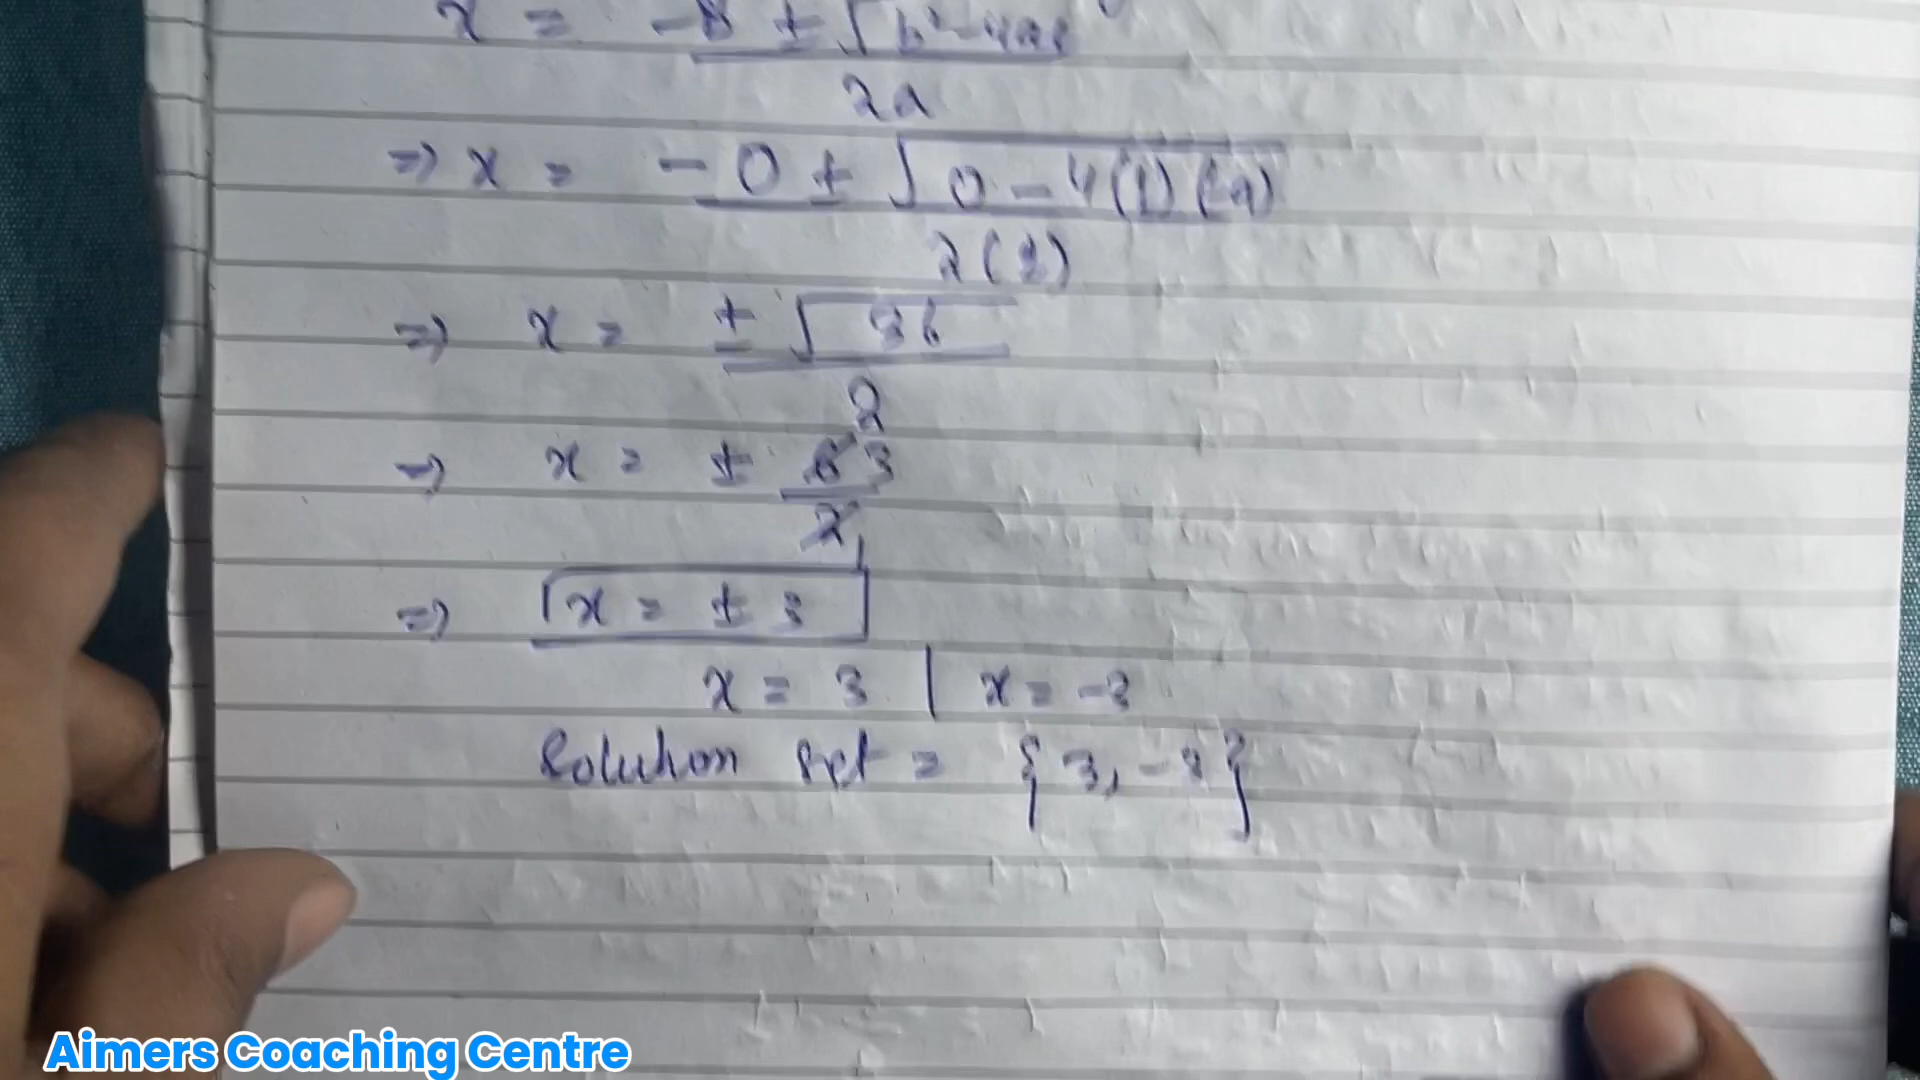 x = -b ± √b²-4ac
2a
⇒ x = -0 ± √0 - 4(1)(-9)
2(1)
⇒ x = ± √36
2
⇒ x = ± 6 3
2 1
⇒ x = ± 3
x = 3 | x = -3
Solution Set = {3, -3}
Aimers Coaching Centre